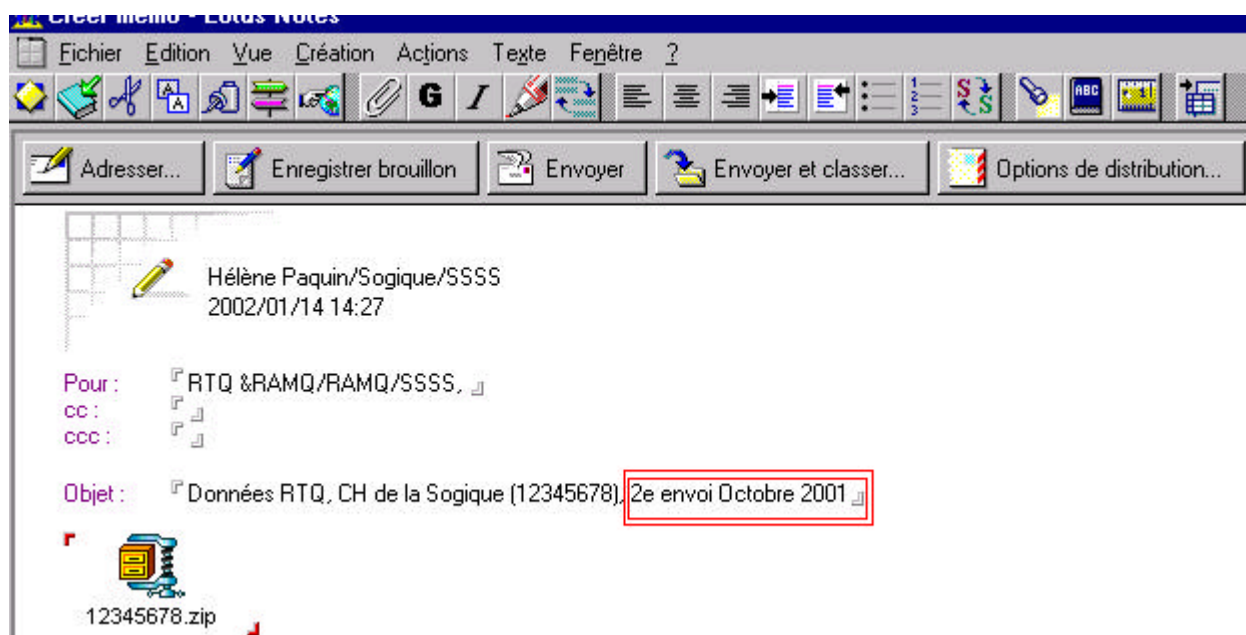 Créer mémo - Lotus Notes
Fichier Edition Vue Création Actions Texte Fenêtre ?
G I ABC
Adresser... Enregistrer brouillon Envoyer Envoyer et classer... Options de distribution...
Hélène Paquin/Sogique/SSSS
2002/01/14 14:27
Pour : RTQ &RAMQ/RAMQ/SSSS,
cc :
ccc :
Objet : Données RTQ, CH de la Sogique (12345678), 2e envoi Octobre 2001
12345678.zip